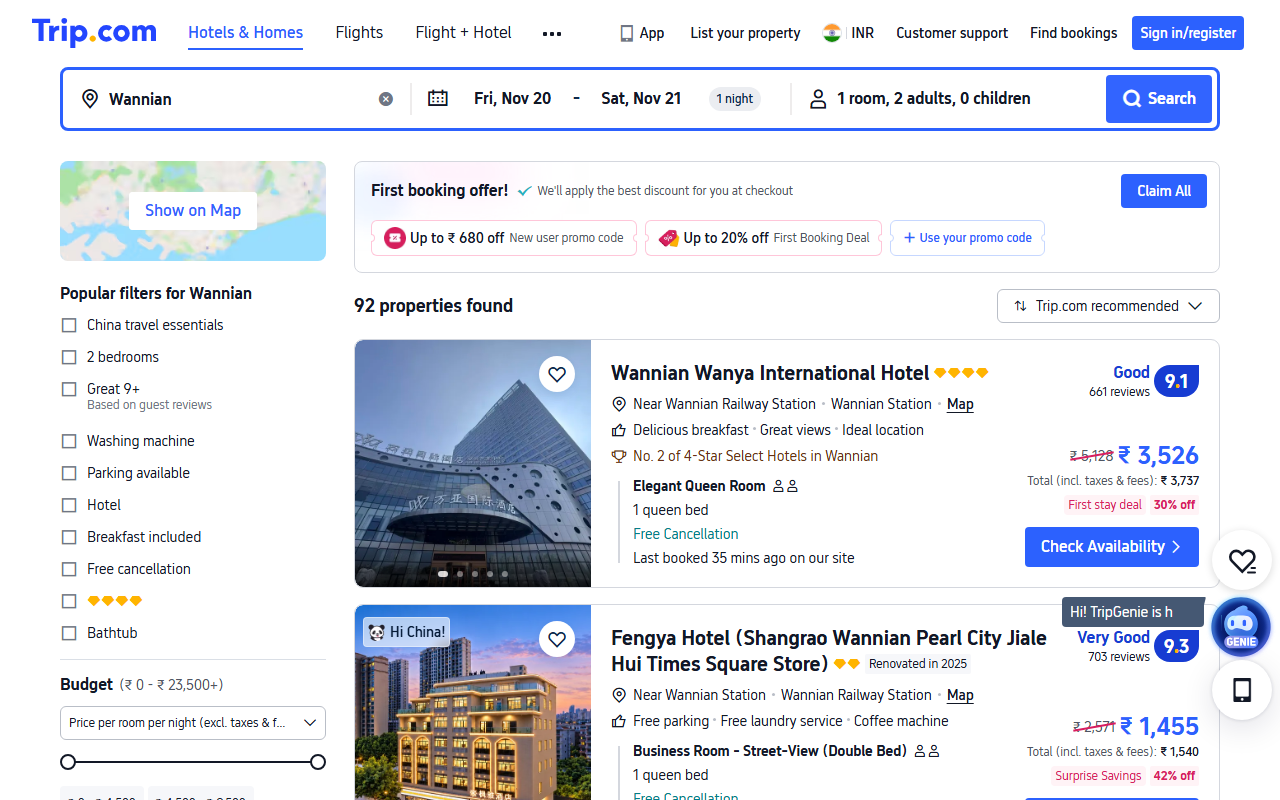 Trip.com
Hotels & Homes
Flights
Flight + Hotel
App
List your property
INR
Customer support
Find bookings
Sign in/register
Wannian
Fri, Nov 20 - Sat, Nov 21
1 night
1 room, 2 adults, 0 children
Search
Show on Map
First booking offer!
We'll apply the best discount for you at checkout
Claim All
Up to ₹ 680 off New user promo code
Up to 20% off First Booking Deal
+ Use your promo code
Popular filters for Wannian
China travel essentials
2 bedrooms
Great 9+
Based on guest reviews
Washing machine
Parking available
Hotel
Breakfast included
Free cancellation
Bathtub
Budget (₹ 0 - ₹ 23,500+)
Price per room per night (excl. taxes & f...
92 properties found
Trip.com recommended
Wannian Wanya International Hotel
Good
661 reviews
9.1
Near Wannian Railway Station · Wannian Station · Map
Delicious breakfast · Great views · Ideal location
No. 2 of 4-Star Select Hotels in Wannian
Elegant Queen Room
1 queen bed
Free Cancellation
Last booked 35 mins ago on our site
₹ 5,128 ₹ 3,526
Total (incl. taxes & fees): ₹ 3,737
First stay deal 30% off
Check Availability
万亚国际酒店
Hi! TripGenie is h
GENIE
Hi China!
Fengya Hotel (Shangrao Wannian Pearl City Jiale
Hui Times Square Store)
Renovated in 2025
Very Good
703 reviews
9.3
Near Wannian Station · Wannian Railway Station · Map
Free parking · Free laundry service · Coffee machine
Business Room - Street-View (Double Bed)
1 queen bed
Free Cancellation
₹ 2,571 ₹ 1,455
Total (incl. taxes & fees): ₹ 1,540
Surprise Savings 42% off